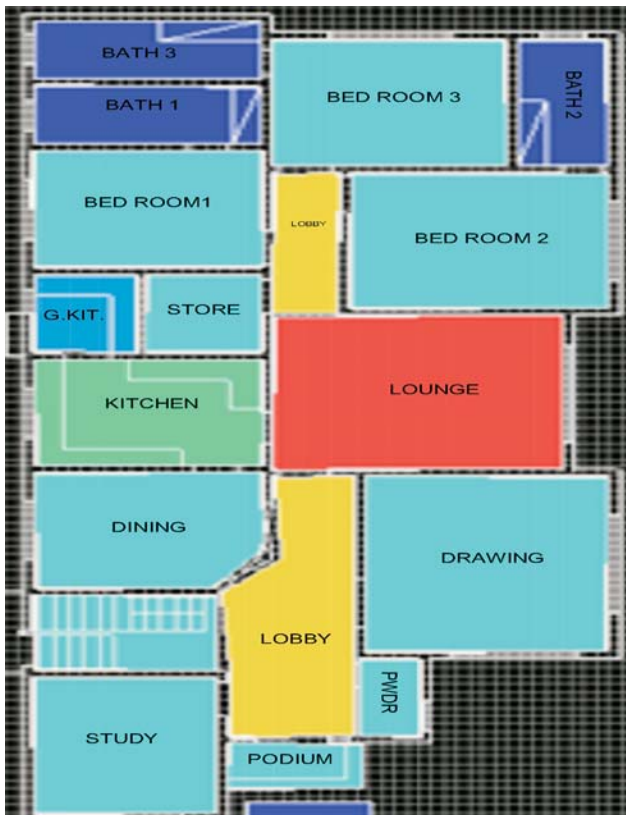 BATH 3
BATH 1
BED ROOM 3
BATH 2
BED ROOM1
LOBBY
BED ROOM 2
G.KIT.
STORE
KITCHEN
LOUNGE
DINING
DRAWING
LOBBY
PWDR
STUDY
PODIUM